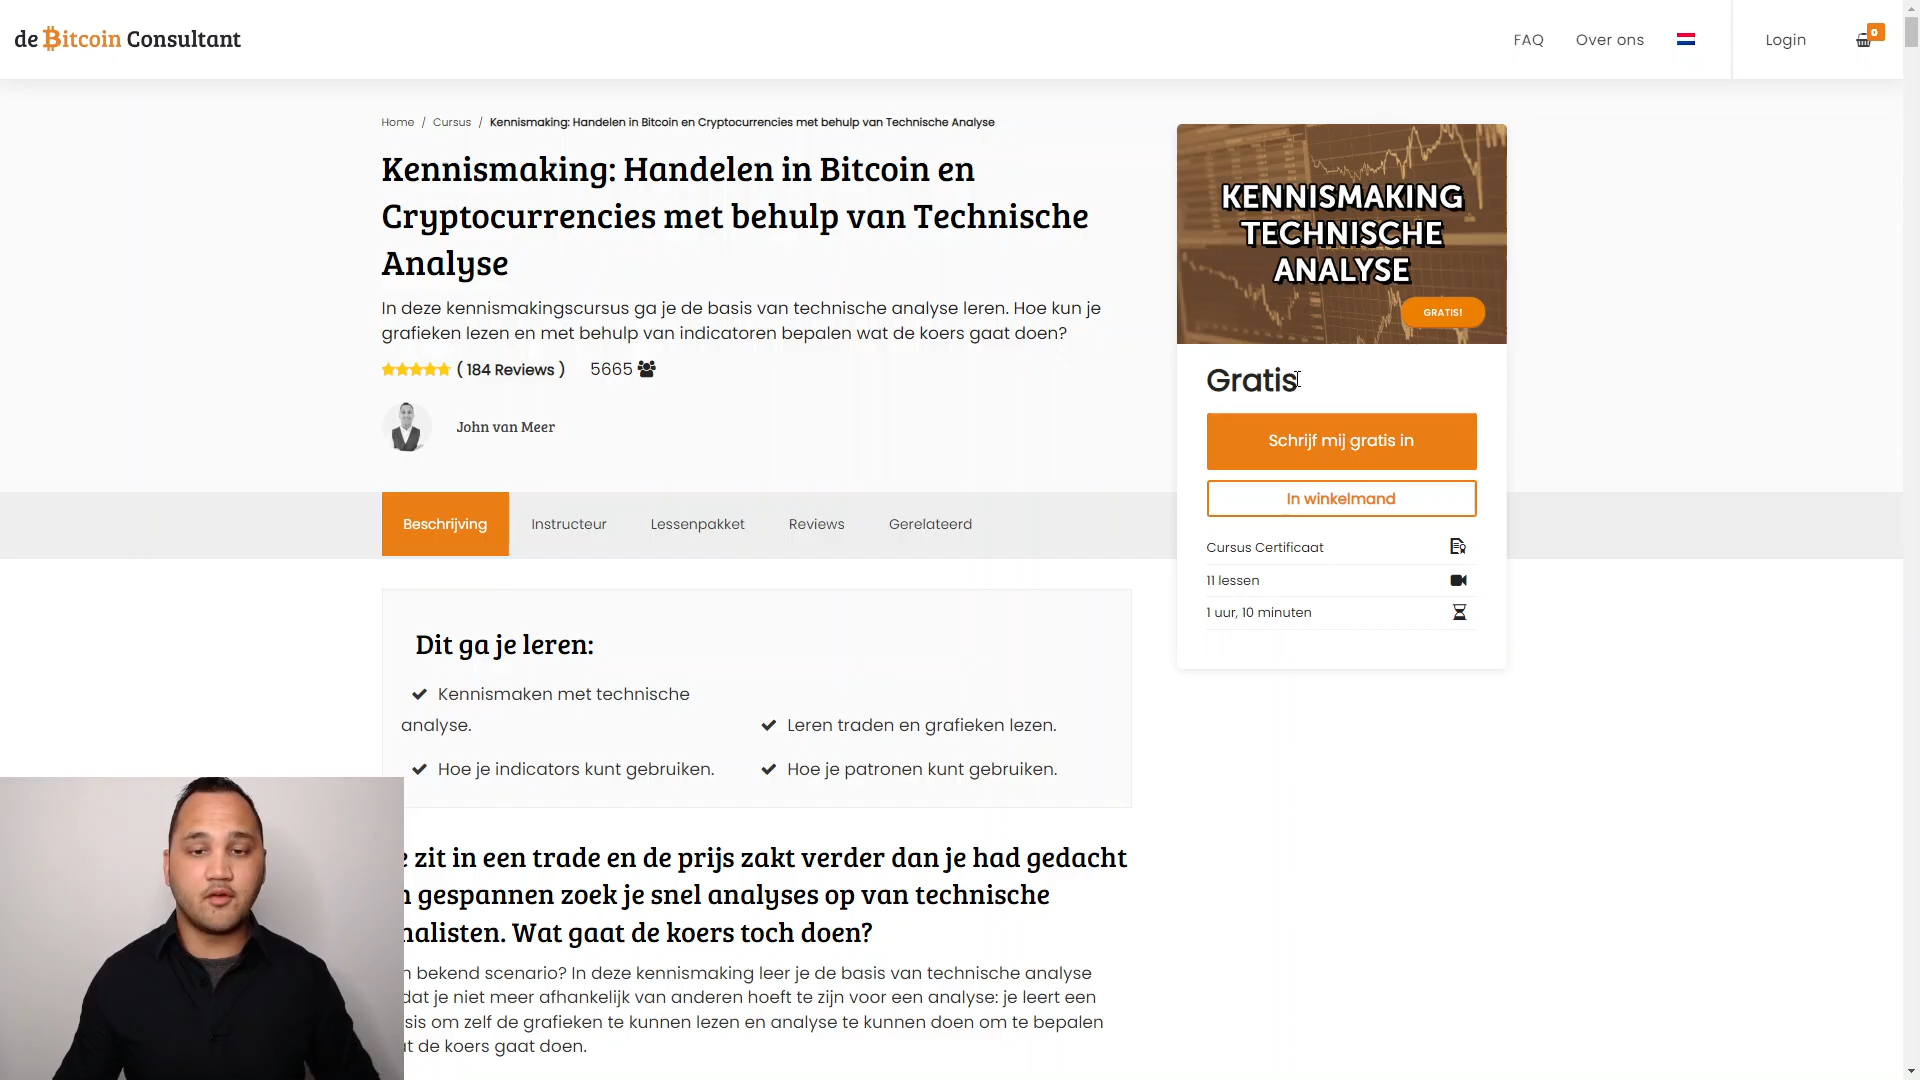 de Bitcoin Consultant
FAQ
Over ons
Login
0
Home / Cursus / Kennismaking: Handelen in Bitcoin en Cryptocurrencies met behulp van Technische Analyse
Kennismaking: Handelen in Bitcoin en
Cryptocurrencies met behulp van Technische
Analyse
In deze kennismakingscursus ga je de basis van technische analyse leren. Hoe kun je
grafieken lezen en met behulp van indicatoren bepalen wat de koers gaat doen?
( 184 Reviews ) 5665
John van Meer
KENNISMAKING
TECHNISCHE
ANALYSE
GRATIS!
Gratis
Schrijf mij gratis in
In winkelmand
Cursus Certificaat
11 lessen
1 uur, 10 minuten
Beschrijving
Instructeur
Lessenpakket
Reviews
Gerelateerd
Dit ga je leren:
Kennismaken met technische
analyse.
Leren traden en grafieken lezen.
Hoe je indicators kunt gebruiken.
Hoe je patronen kunt gebruiken.
zit in een trade en de prijs zakt verder dan je had gedacht
gespannen zoek je snel analyses op van technische
nalisten. Wat gaat de koers toch doen?
bekend scenario? In deze kennismaking leer je de basis van technische analyse
dat je niet meer afhankelijk van anderen hoeft te zijn voor een analyse: je leert een
sis om zelf de grafieken te kunnen lezen en analyse te kunnen doen om te bepalen
de koers gaat doen.